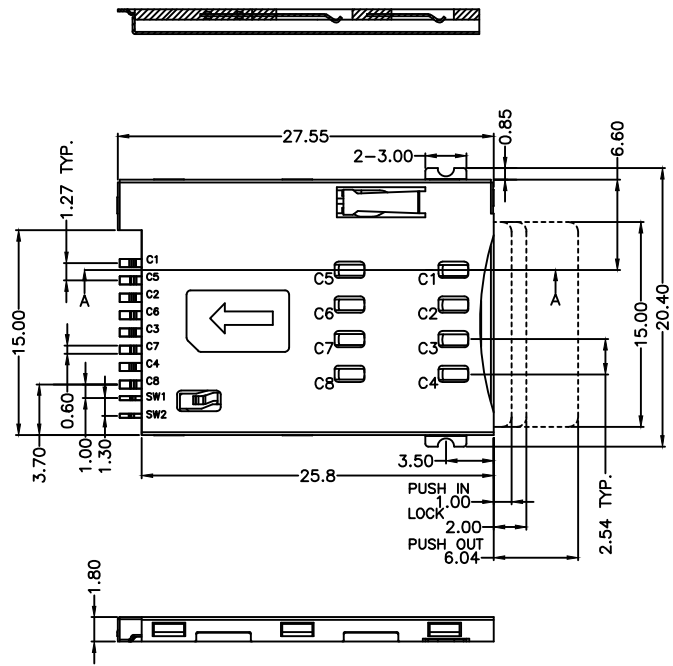 27.55
2-3.00
0.85
6.60
1.27 TYP.
15.00
C1
C5
C2
C6
C3
C7
C4
C8
SW1
SW2
A
A
C5
C1
C6
C2
C7
C3
C8
C4
15.00
20.40
0.60
3.70
1.00
1.30
25.8
3.50
PUSH IN
1.00
LOCK
2.00
PUSH OUT
6.04
2.54 TYP.
1.80